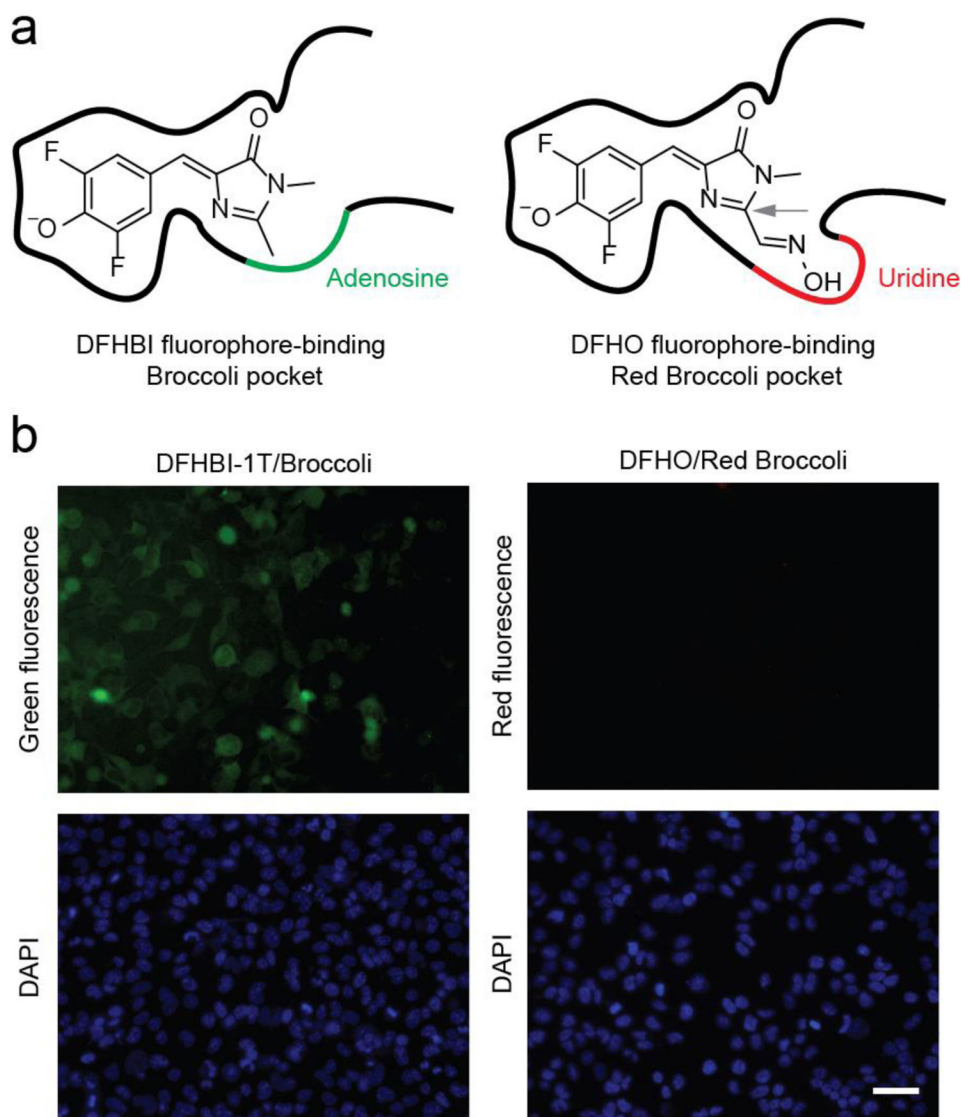 a
F
⁻O
F
O
N
N
Adenosine
DFHBI fluorophore-binding
Broccoli pocket
F
⁻O
F
O
N
N
N
OH
Uridine
DFHO fluorophore-binding
Red Broccoli pocket
b
DFHBI-1T/Broccoli
DFHO/Red Broccoli
Green fluorescence
Red fluorescence
DAPI
DAPI